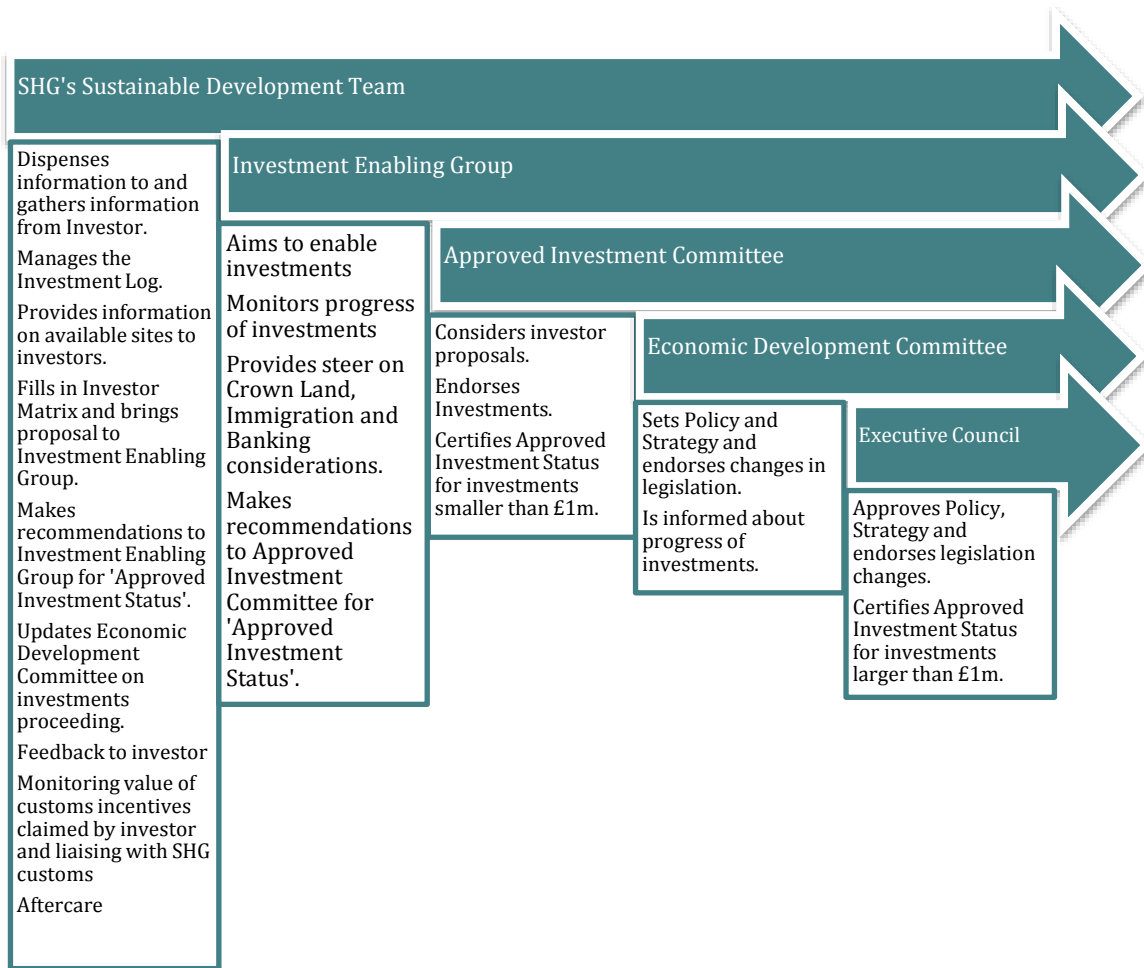 SHG's Sustainable Development Team
Dispenses
information to and
gathers information
from Investor.
Manages the
Investment Log.
Provides information
on available sites to
investors.
Fills in Investor
Matrix and brings
proposal to
Investment Enabling
Group.
Makes
recommendations to
Investment Enabling
Group for 'Approved
Investment Status'.
Updates Economic
Development
Committee on
investments
proceeding.
Feedback to investor
Monitoring value of
customs incentives
claimed by investor
and liaising with SHG
customs
Aftercare
Investment Enabling Group
Aims to enable
investments
Monitors progress
of investments
Provides steer on
Crown Land,
Immigration and
Banking
considerations.
Makes
recommendations
to Approved
Investment
Committee for
'Approved
Investment
Status'.
Approved Investment Committee
Considers investor
proposals.
Endorses
Investments.
Certifies Approved
Investment Status
for investments
smaller than £1m.
Economic Development Committee
Sets Policy and
Strategy and
endorses changes in
legislation.
Is informed about
progress of
investments.
Executive Council
Approves Policy,
Strategy and
endorses legislation
changes.
Certifies Approved
Investment Status
for investments
larger than £1m.